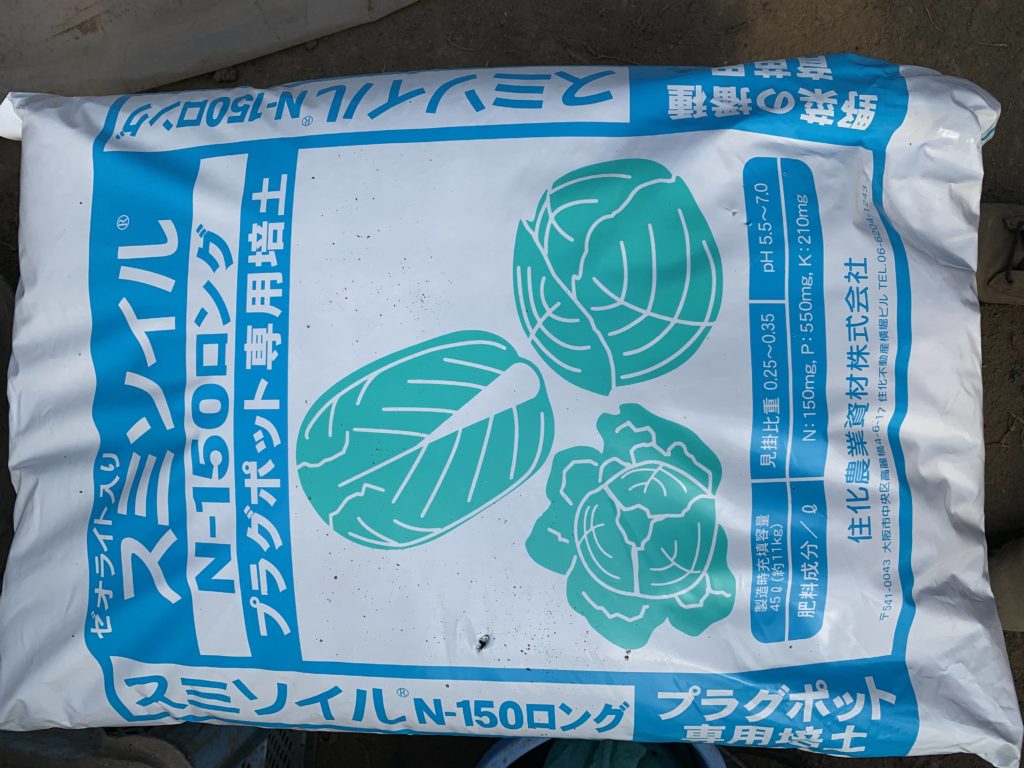 スミソイル® N-150ロング
野菜の播種
ゼオライト入り
スミソイル®
N-150ロング
プラグポット専用培土
製造時充填容量
45ℓ(約11kg)
見掛比重 0.25〜0.35
pH 5.5〜7.0
肥料成分/ℓ
N:150mg, P:550mg, K:210mg
住化農業資材株式会社
〒541-0043 大阪市中央区高麗橋4-6-17 住化不動産横堀ビル TEL.06-6204-1243
スミソイル® N-150ロング
プラグポット
専用培土